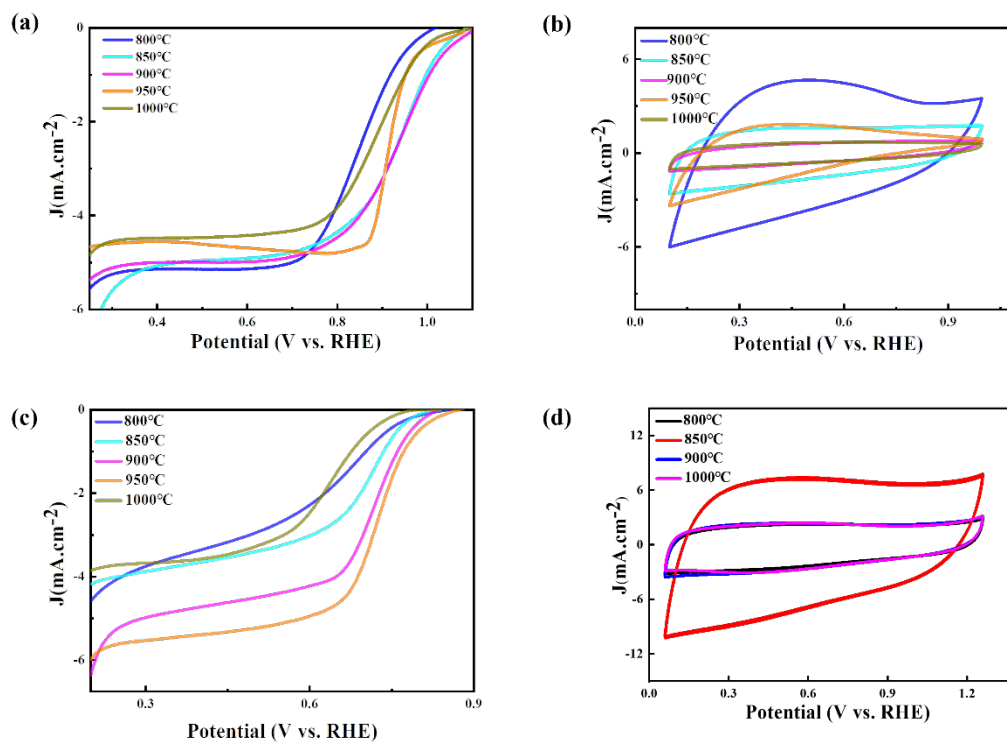 (a)
800°C
850°C
900°C
950°C
1000°C
0
-2
-4
-6
J(mA.cm-2)
0.4
0.6
0.8
1.0
Potential (V vs. RHE)
(b)
800°C
850°C
900°C
950°C
1000°C
6
0
-6
J(mA.cm-2)
0.0
0.3
0.6
0.9
Potential (V vs. RHE)
(c)
800°C
850°C
900°C
950°C
1000°C
0
-2
-4
-6
J(mA.cm-2)
0.3
0.6
0.9
Potential (V vs. RHE)
(d)
800°C
850°C
900°C
1000°C
12
6
0
-6
-12
J(mA.cm-2)
0.0
0.3
0.6
0.9
1.2
Potential (V vs. RHE)